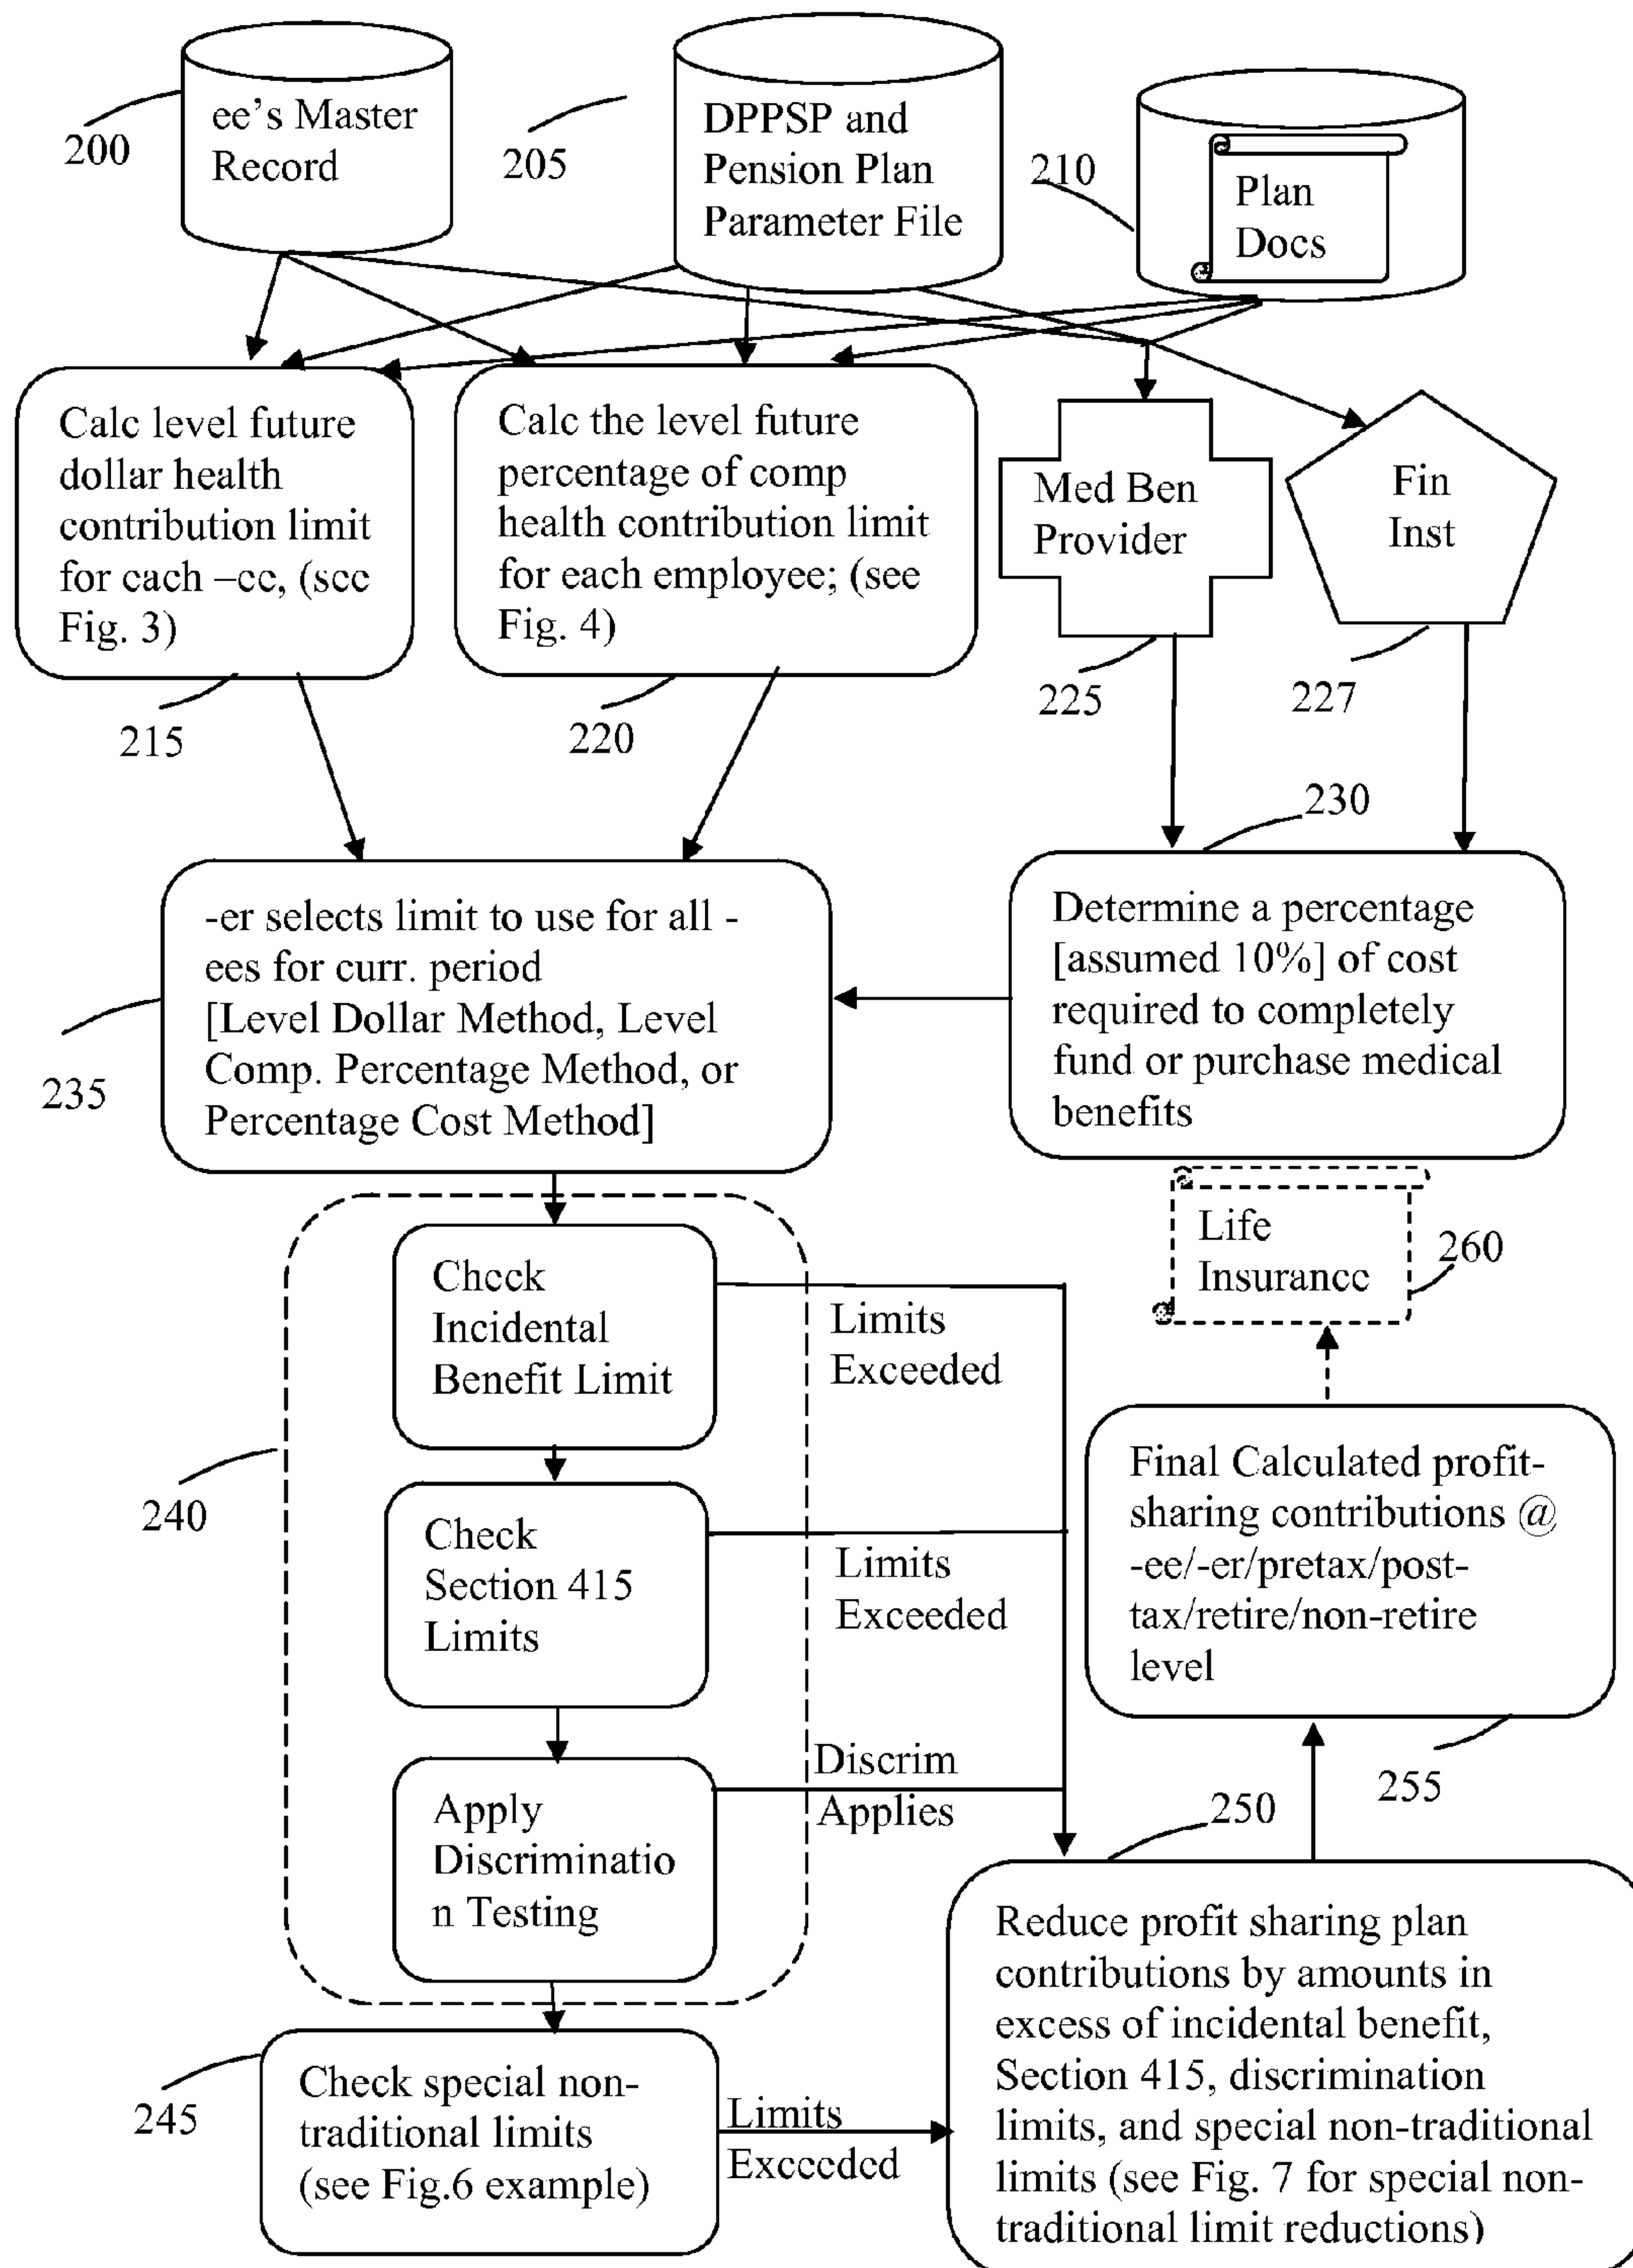 ee's Master
Record
200
DPPSP and
Pension Plan
Parameter File
205
Plan
Docs
210
Calc level future
dollar health
contribution limit
for each –ee, (see
Fig. 3)
215
Calc the level future
percentage of comp
health contribution limit
for each employee; (see
Fig. 4)
220
Med Ben
Provider
225
Fin
Inst
227
230
Determine a percentage
[assumed 10%] of cost
required to completely
fund or purchase medical
benefits
-er selects limit to use for all -
ees for curr. period
[Level Dollar Method, Level
Comp. Percentage Method, or
Percentage Cost Method]
235
Check
Incidental
Benefit Limit
Limits
Exceeded
Check
Section 415
Limits
Limits
Exceeded
Apply
Discriminatio
n Testing
Discrim
Applies
240
Life
Insurance
260
Final Calculated profit-
sharing contributions @
-ee/-er/pretax/post-
tax/retire/non-retire
level
255
250
Check special non-
traditional limits
(see Fig.6 example)
245
Limits
Exceeded
Reduce profit sharing plan
contributions by amounts in
excess of incidental benefit,
Section 415, discrimination
limits, and special non-traditional
limits (see Fig. 7 for special non-
traditional limit reductions)